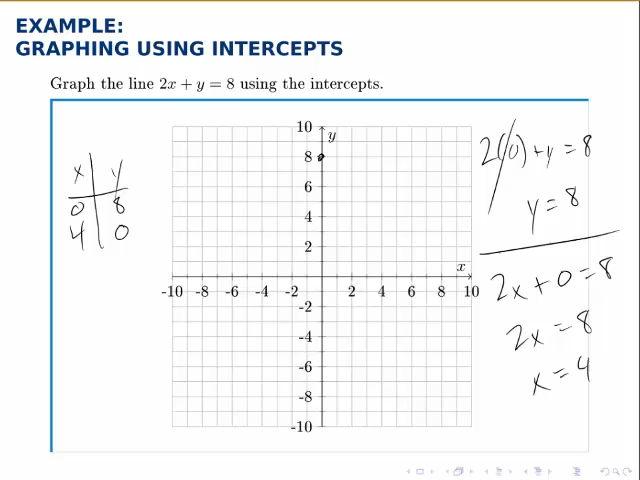 EXAMPLE:
GRAPHING USING INTERCEPTS
Graph the line 2x + y = 8 using the intercepts.
x y
0 8
4 0
10
8
6
4
2
-2
-4
-6
-8
-10
y
x
-10 -8 -6 -4 -2 2 4 6 8 10
2(0) + y = 8
y = 8
2x + 0 = 8
2x = 8
x = 4